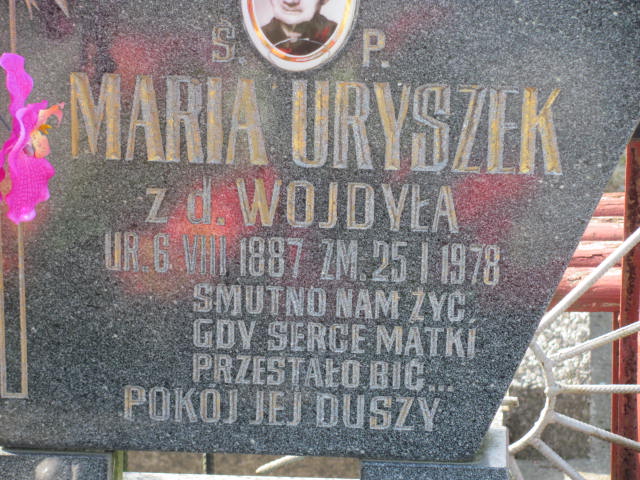 Ś. P.
MARIA URYSZEK
z d. WOJDYŁA
UR. 6 VIII 1887 ZM. 25 I 1978
SMUTNO NAM ŻYĆ,
GDY SERCE MATKI
PRZESTAŁO BIĆ...
POKÓJ JEJ DUSZY